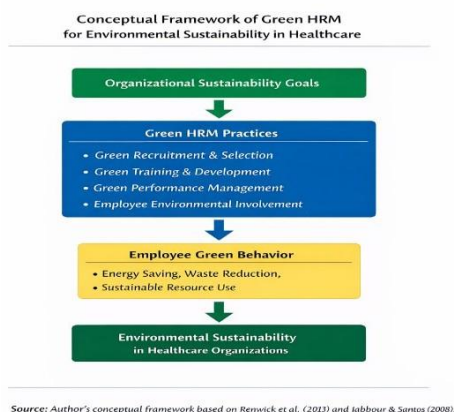 Conceptual Framework of Green HRM
for Environmental Sustainability in Healthcare
Organizational Sustainability Goals
Green HRM Practices
• Green Recruitment & Selection
• Green Training & Development
• Green Performance Management
• Employee Environmental Involvement
Employee Green Behavior
• Energy Saving, Waste Reduction,
• Sustainable Resource Use
Environmental Sustainability
in Healthcare Organizations
Source: Author's conceptual framework based on Renwick et al. (2013) and Jabbour & Santos (2008)